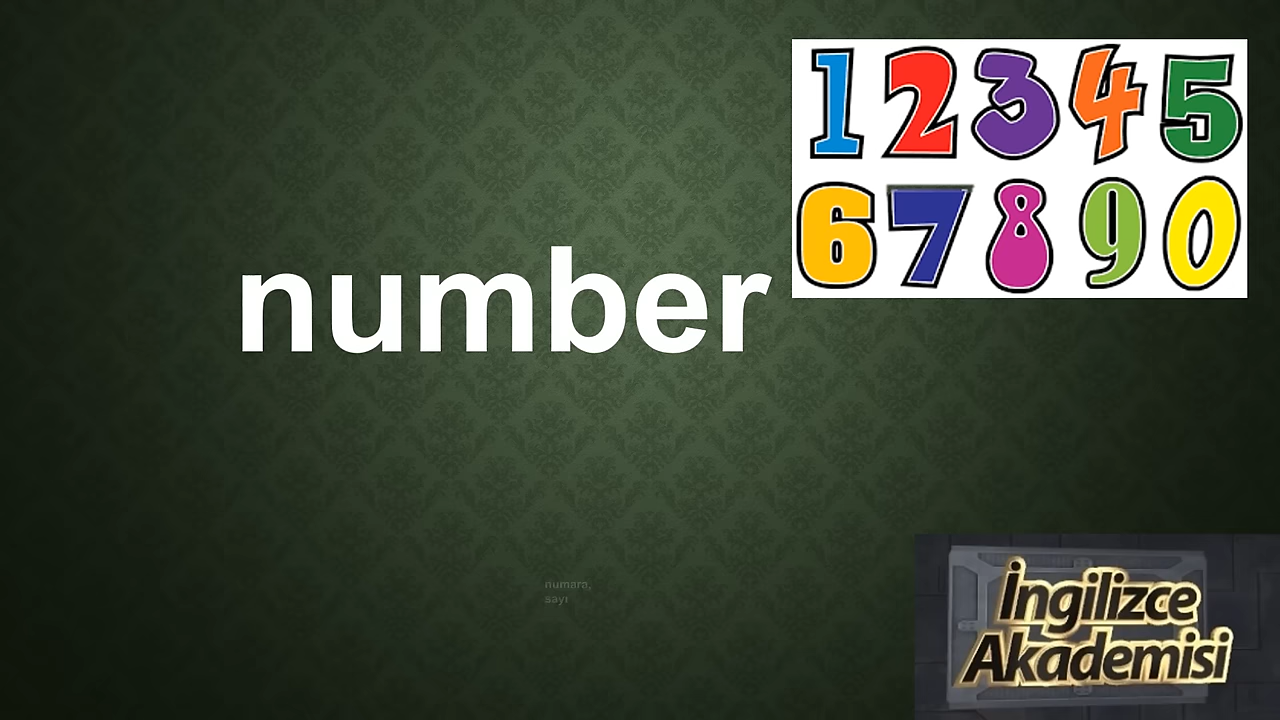 1 2 3 4 5
6 7 8 9 0
number
numara,
sayı
İngilizce
Akademisi